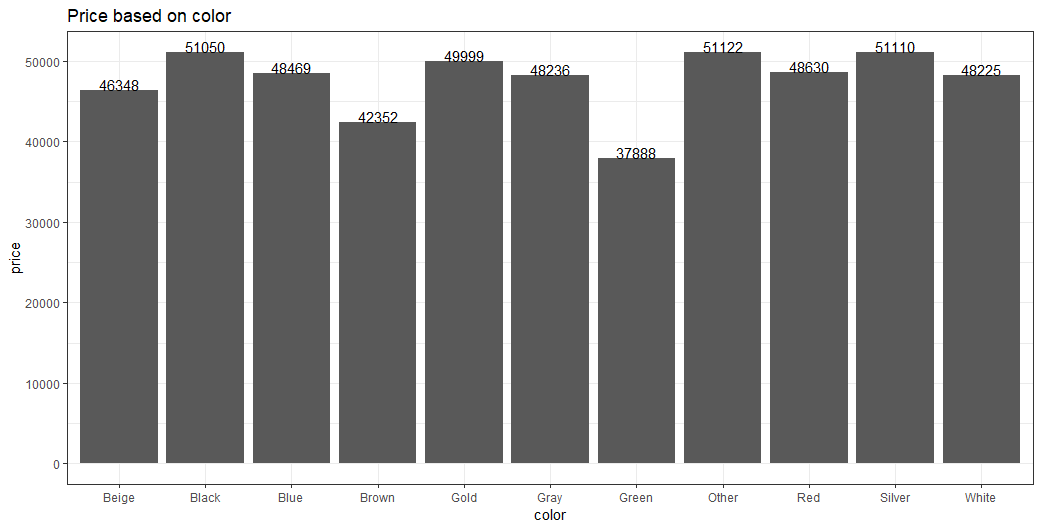 Price based on color
price
50000
40000
30000
20000
10000
0
46348
51050
48469
42352
49999
48236
37888
51122
48630
51110
48225
Beige
Black
Blue
Brown
Gold
Gray
Green
Other
Red
Silver
White
color